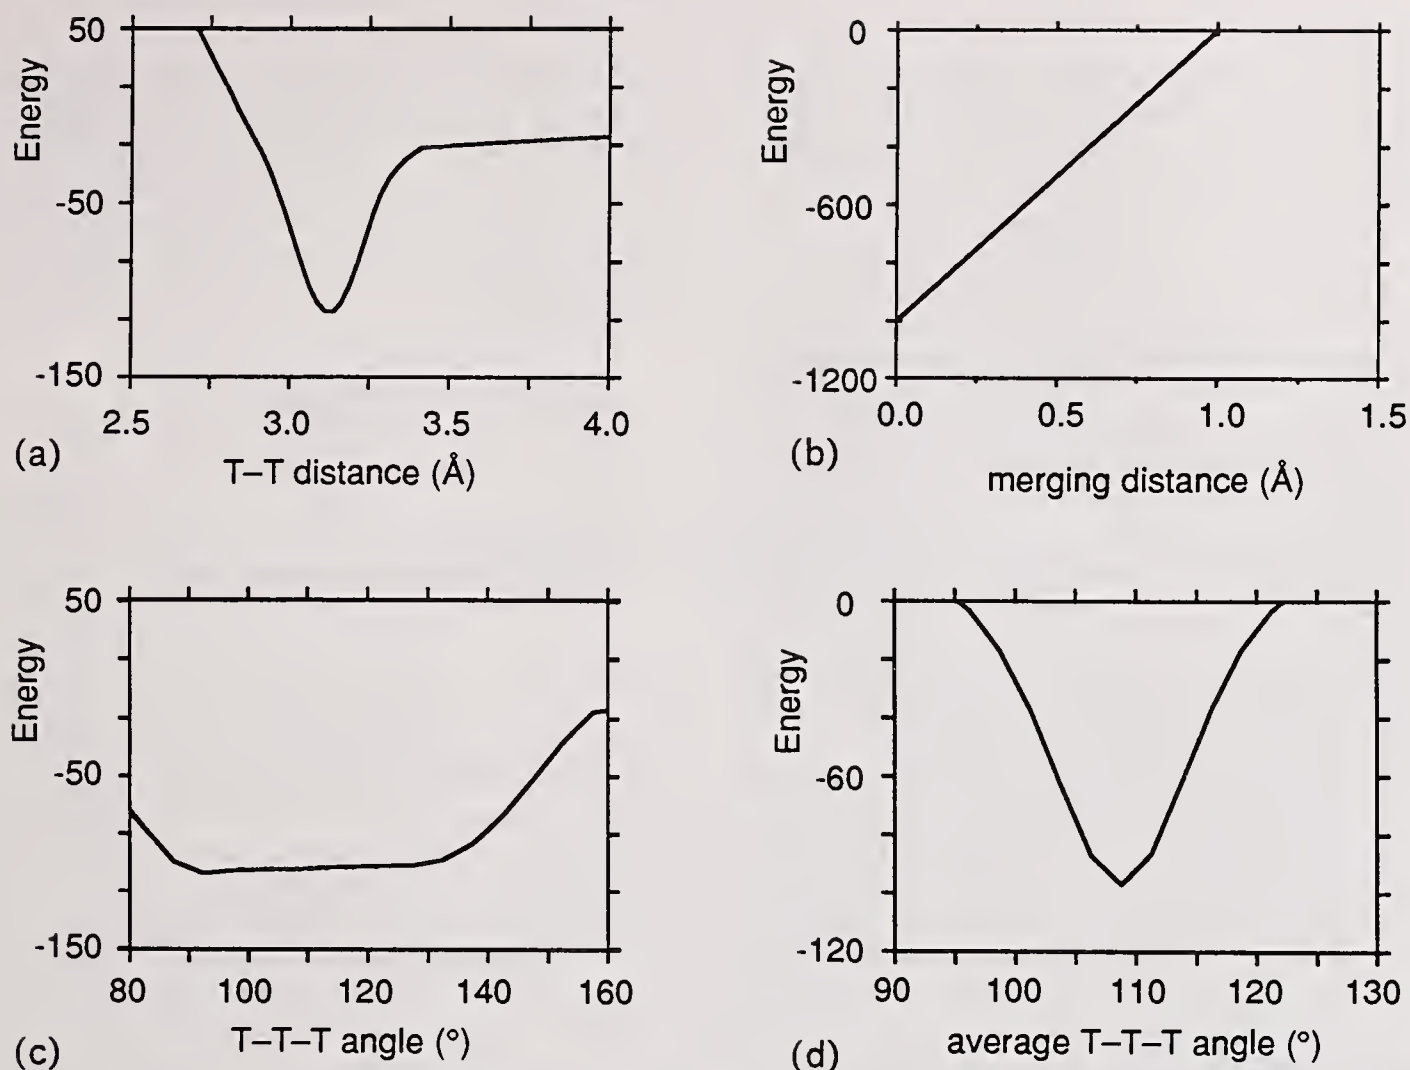 50
-50
-150
Energy
2.5 3.0 3.5 4.0
(a)
T–T distance (Å)
0
-600
-1200
Energy
0.0 0.5 1.0 1.5
(b)
merging distance (Å)
50
-50
-150
Energy
80 100 120 140 160
(c)
T–T–T angle (°)
0
-60
-120
Energy
90 100 110 120 130
(d)
average T–T–T angle (°)